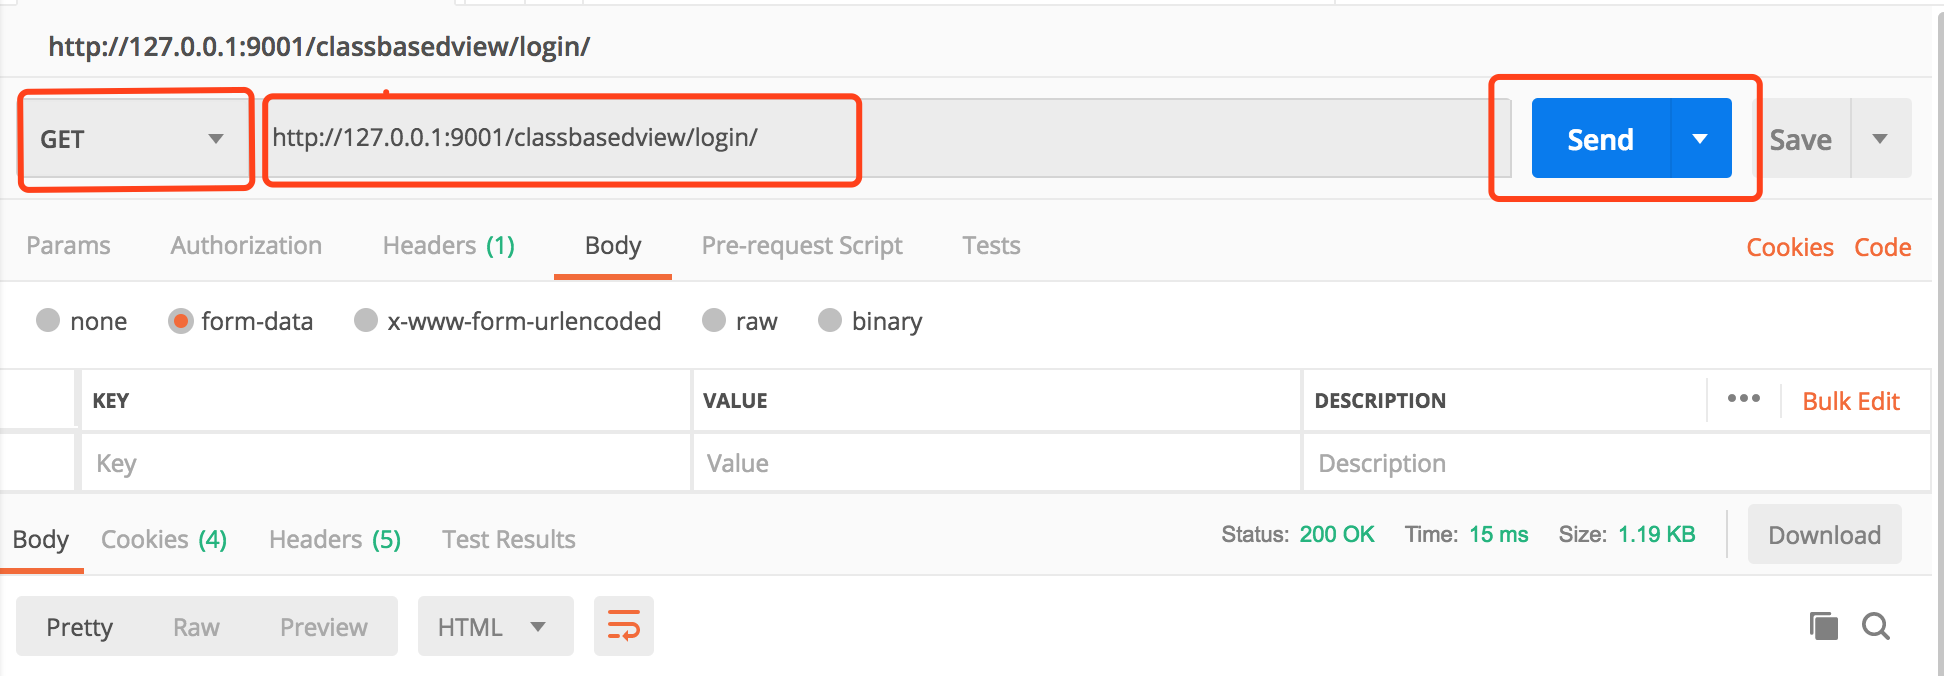 http://127.0.0.1:9001/classbasedview/login/
GET http://127.0.0.1:9001/classbasedview/login/ Send Save
Params Authorization Headers (1) Body Pre-request Script Tests Cookies Code
none form-data x-www-form-urlencoded raw binary
KEY VALUE DESCRIPTION ••• Bulk Edit
Key Value Description
Body Cookies (4) Headers (5) Test Results Status: 200 OK Time: 15 ms Size: 1.19 KB Download
Pretty Raw Preview HTML